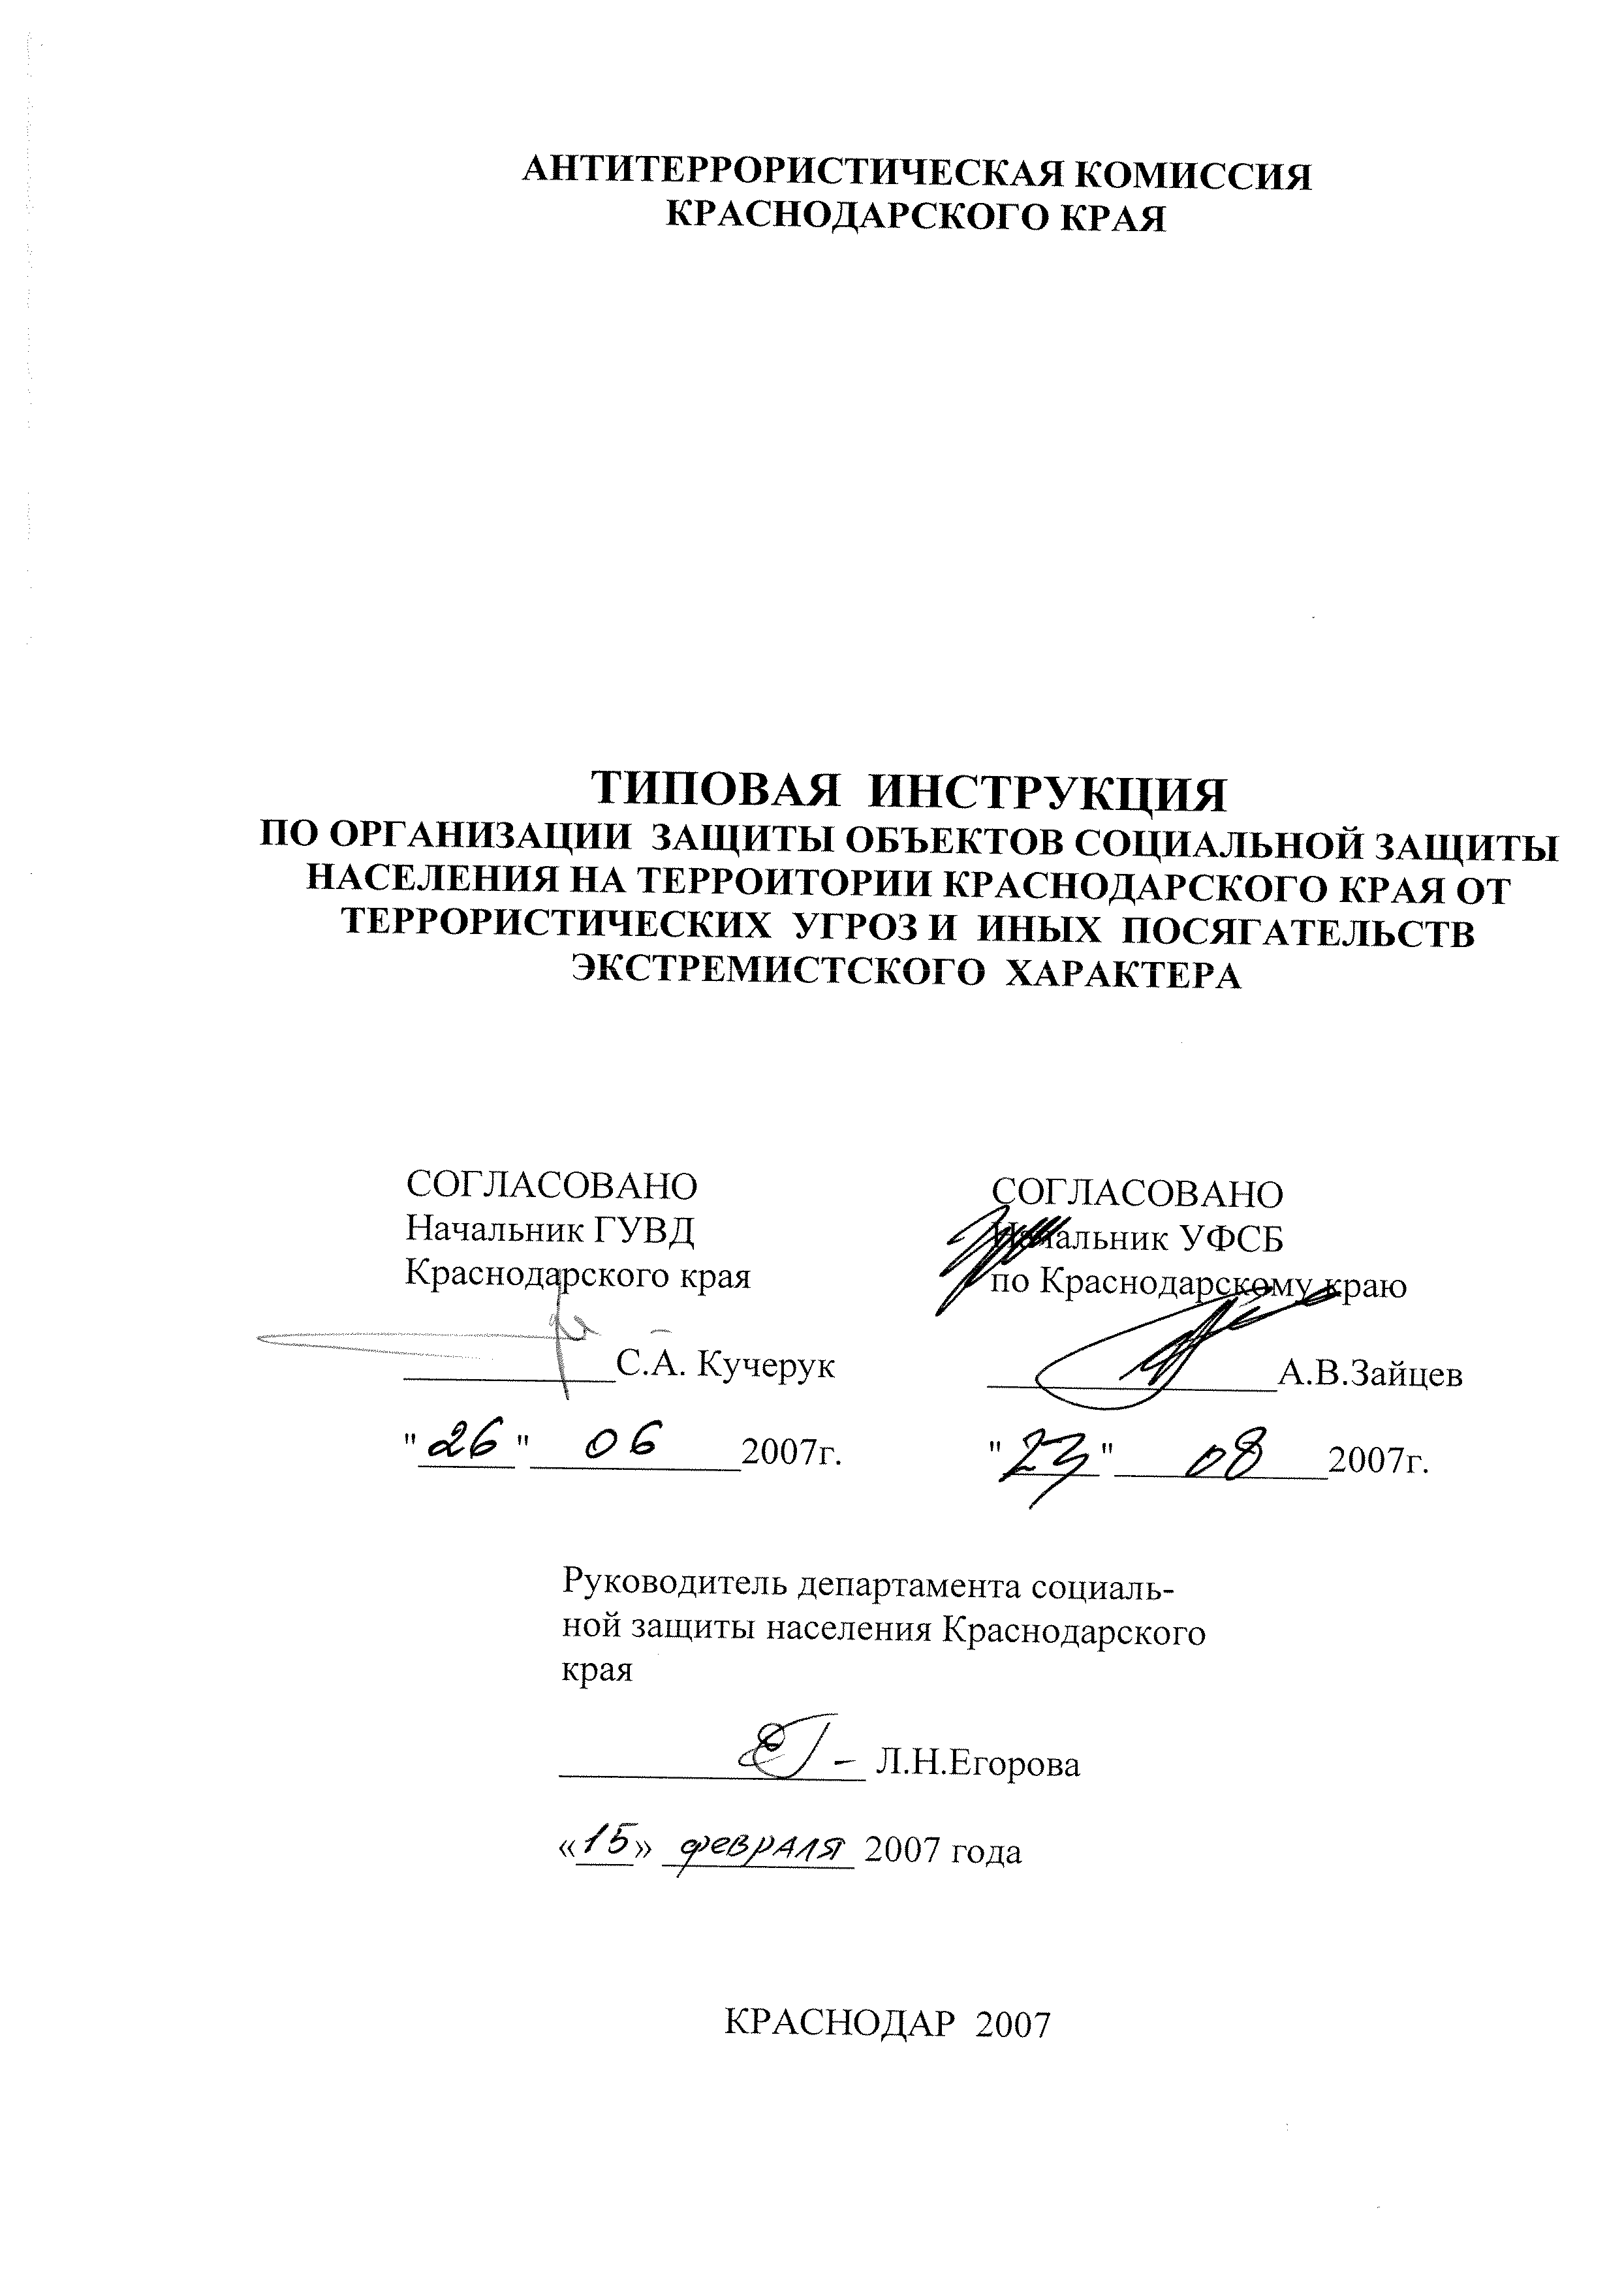 АНТИТЕРРОРИСТИЧЕСКАЯ КОМИССИЯ
КРАСНОДАРСКОГО КРАЯ
ТИПОВАЯ ИНСТРУКЦИЯ
ПО ОРГАНИЗАЦИИ ЗАЩИТЫ ОБЪЕКТОВ СОЦИАЛЬНОЙ ЗАЩИТЫ
НАСЕЛЕНИЯ НА ТЕРРОИТОРИИ КРАСНОДАРСКОГО КРАЯ ОТ
ТЕРРОРИСТИЧЕСКИХ УГРОЗ И ИНЫХ ПОСЯГАТЕЛЬСТВ
ЭКСТРЕМИСТСКОГО ХАРАКТЕРА
СОГЛАСОВАНО
Начальник ГУВД
Краснодарского края
С.А. Кучерук
"26" 06 2007г.
СОГЛАСОВАНО
Начальник УФСБ
по Краснодарскому краю
А.В.Зайцев
"23" 08 2007г.
Руководитель департамента социаль-
ной защиты населения Краснодарского
края
Л.Н.Егорова
«15» февраля 2007 года
КРАСНОДАР 2007